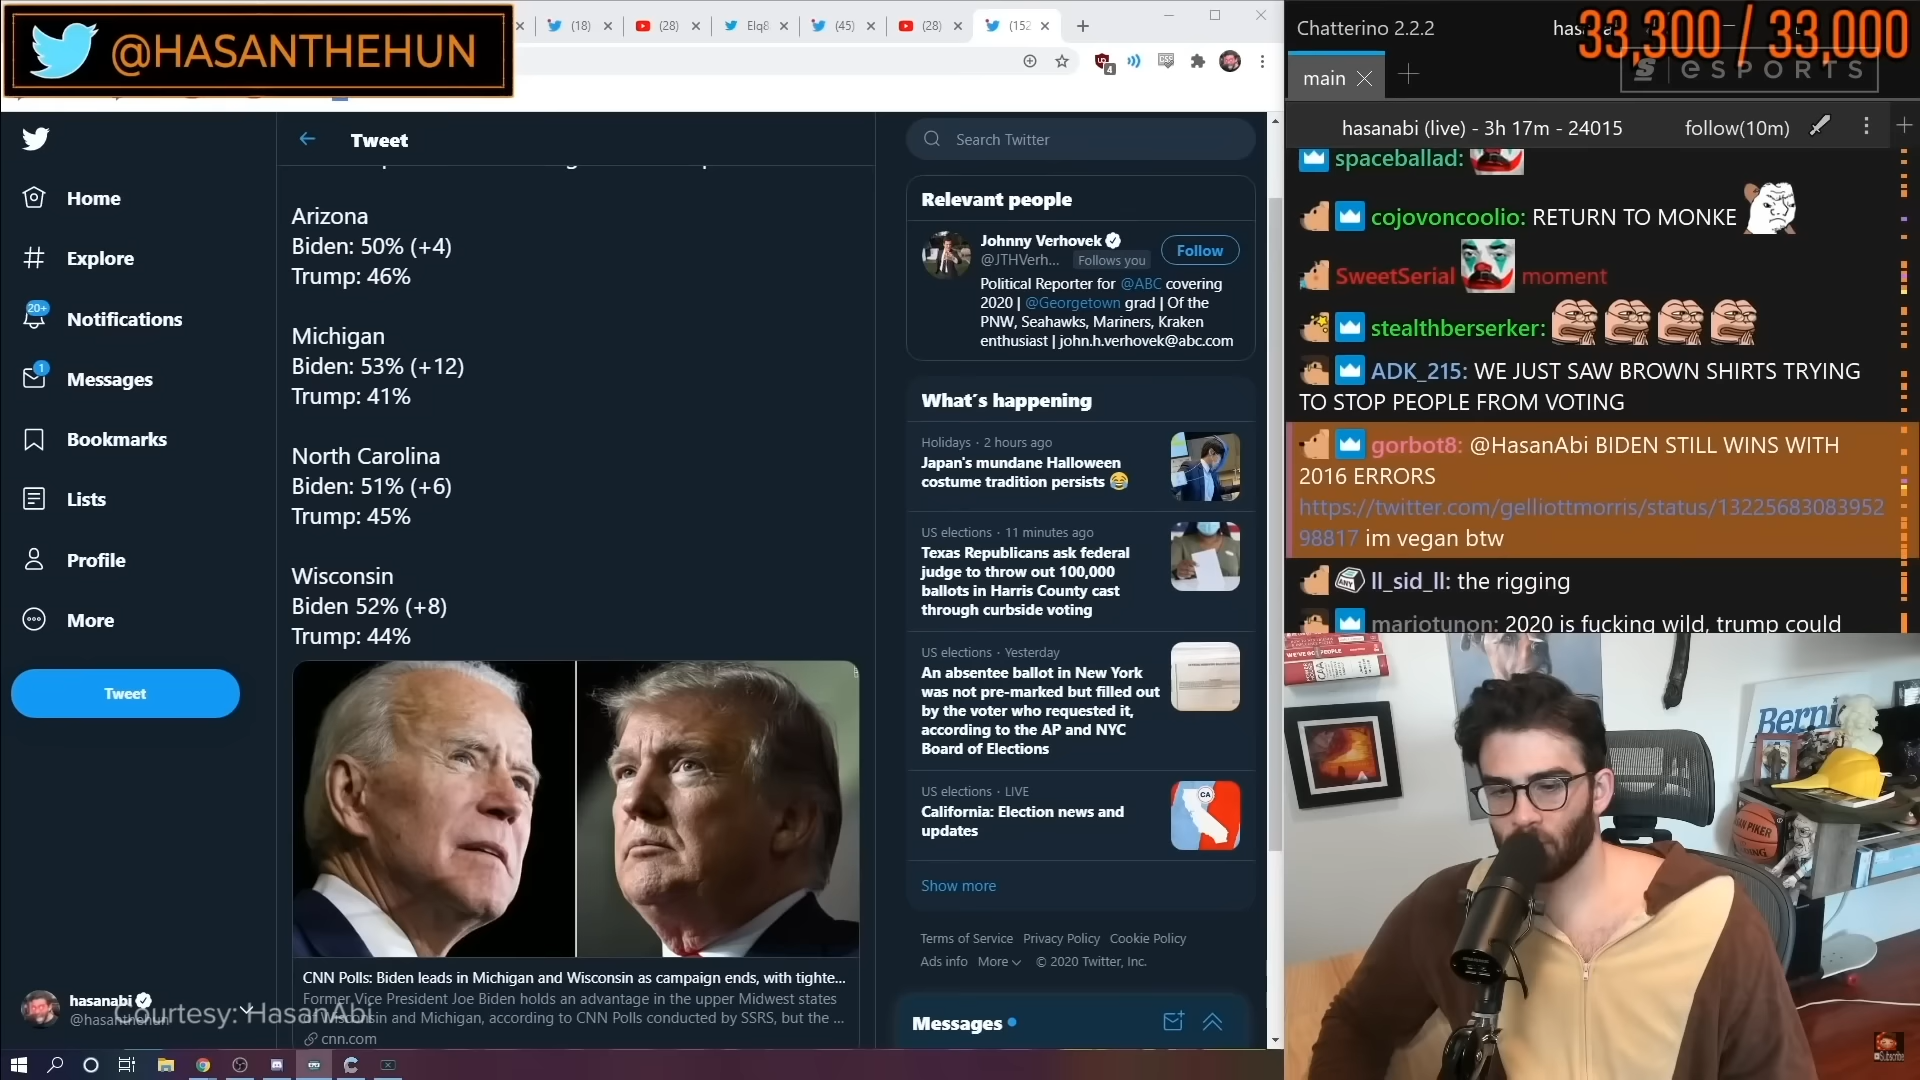 @HASANTHEHUN
(18)
(28)
Elq8
(45)
(28)
(152
4
Tweet
Home
Explore
20+
Notifications
1
Messages
Bookmarks
Lists
Profile
More
Tweet
hasanabi
@hasanthehun
Courtesy: HasanAbi
Arizona
Biden: 50% (+4)
Trump: 46%
Michigan
Biden: 53% (+12)
Trump: 41%
North Carolina
Biden: 51% (+6)
Trump: 45%
Wisconsin
Biden 52% (+8)
Trump: 44%
CNN Polls: Biden leads in Michigan and Wisconsin as campaign ends, with tighte...
Former Vice President Joe Biden holds an advantage in the upper Midwest states
of Wisconsin and Michigan, according to CNN Polls conducted by SSRS, but the ...
cnn.com
Search Twitter
Relevant people
Johnny Verhovek
@JTHVerh... Follows you
Follow
Political Reporter for @ABC covering
2020 | @Georgetown grad | Of the
PNW, Seahawks, Mariners, Kraken
enthusiast | john.h.verhovek@abc.com
What's happening
Holidays · 2 hours ago
Japan's mundane Halloween
costume tradition persists
US elections · 11 minutes ago
Texas Republicans ask federal
judge to throw out 100,000
ballots in Harris County cast
through curbside voting
US elections · Yesterday
An absentee ballot in New York
was not pre-marked but filled out
by the voter who requested it,
according to the AP and NYC
Board of Elections
US elections · LIVE
California: Election news and
updates
CA
Show more
Terms of Service Privacy Policy Cookie Policy
Ads info More © 2020 Twitter, Inc.
Messages
Chatterino 2.2.2
33,300 / 33,000
ESPORTS
main
hasanabi (live) - 3h 17m - 24015
follow(10m)
spaceballad:
cojovoncoolio: RETURN TO MONKE
SweetSerial moment
stealthberserker:
ADK_215: WE JUST SAW BROWN SHIRTS TRYING
TO STOP PEOPLE FROM VOTING
gorbot8: @HasanAbi BIDEN STILL WINS WITH
2016 ERRORS
https://twitter.com/gelliottmorris/status/13225683083952
98817 im vegan btw
ll_sid_ll: the rigging
mariotunon: 2020 is fucking wild, trump could
Bernie
Subscribe